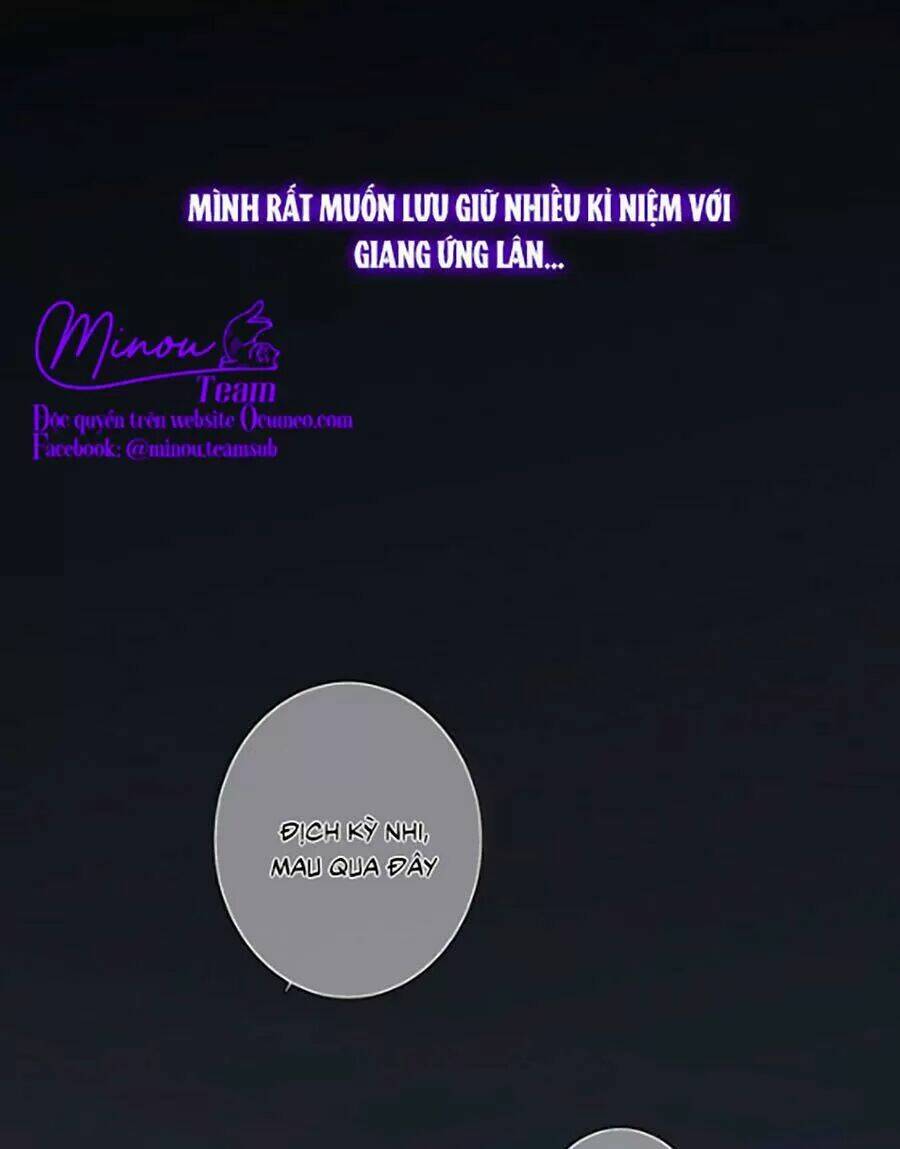 MÌNH RẤT MUỐN LƯU GIỮ NHIỀU KỈ NIỆM VỚI
GIANG ỨNG LÂN...
Minou
Team
Độc quyền trên website Ocumeo.com
Facebook: @minou.teamsub
ĐỊCH KỲ NHI,
MAU QUA ĐÂY